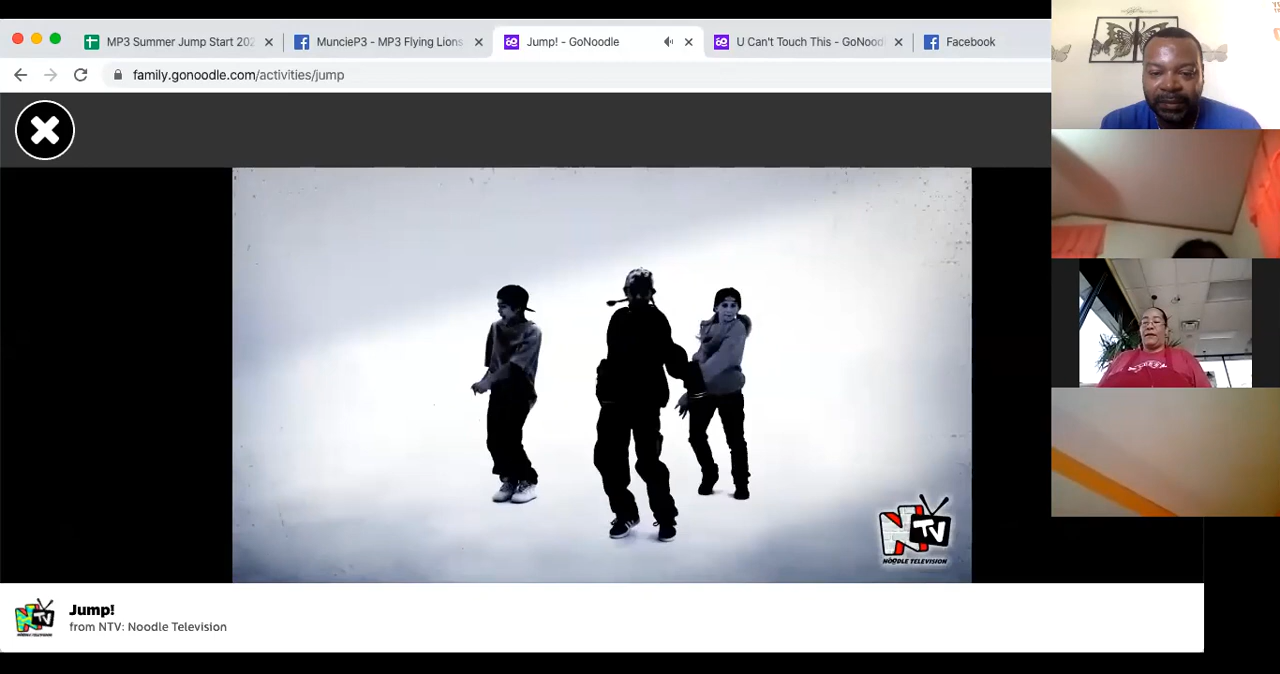 MP3 Summer Jump Start 202
MuncieP3 - MP3 Flying Lions
Jump! - GoNoodle
U Can't Touch This - GoNood
Facebook
family.gonoodle.com/activities/jump
NTV
NOODLE TELEVISION
Jump!
from NTV: Noodle Television